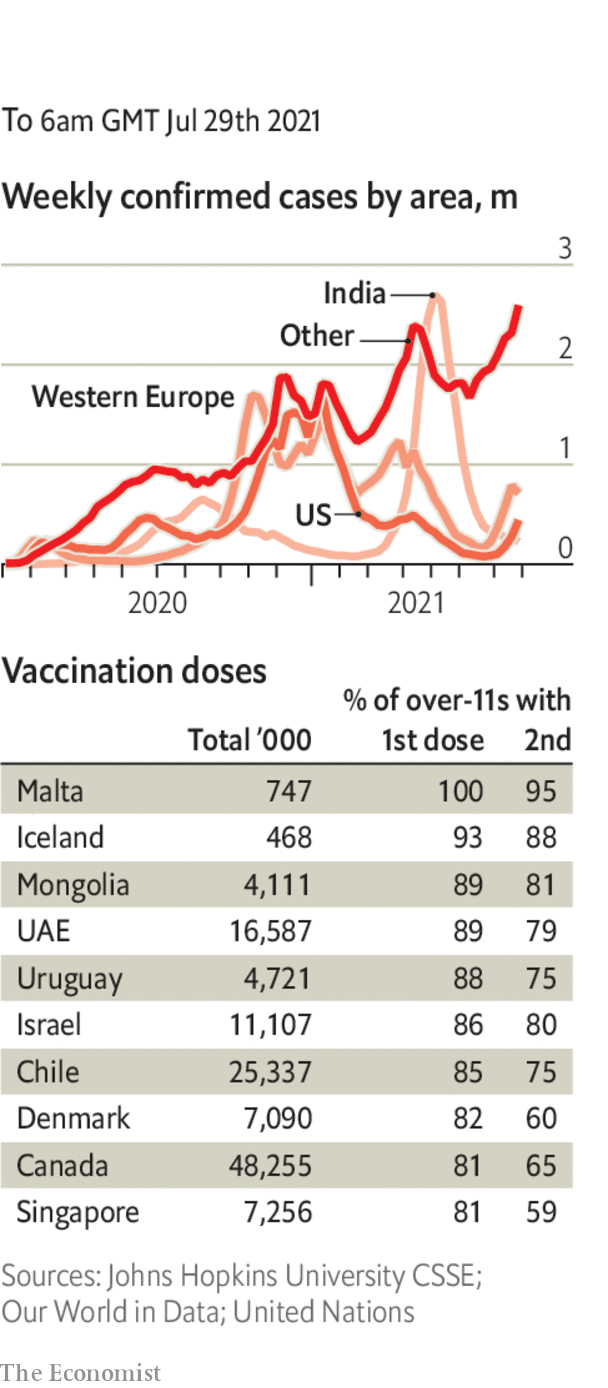 To 6am GMT Jul 29th 2021
Weekly confirmed cases by area, m
3
India
Other
2
Western Europe
1
US
0
2020 2021
Vaccination doses
% of over-11s with
Total ’000 1st dose 2nd
Malta 747 100 95
Iceland 468 93 88
Mongolia 4,111 89 81
UAE 16,587 89 79
Uruguay 4,721 88 75
Israel 11,107 86 80
Chile 25,337 85 75
Denmark 7,090 82 60
Canada 48,255 81 65
Singapore 7,256 81 59
Sources: Johns Hopkins University CSSE;
Our World in Data; United Nations
The Economist